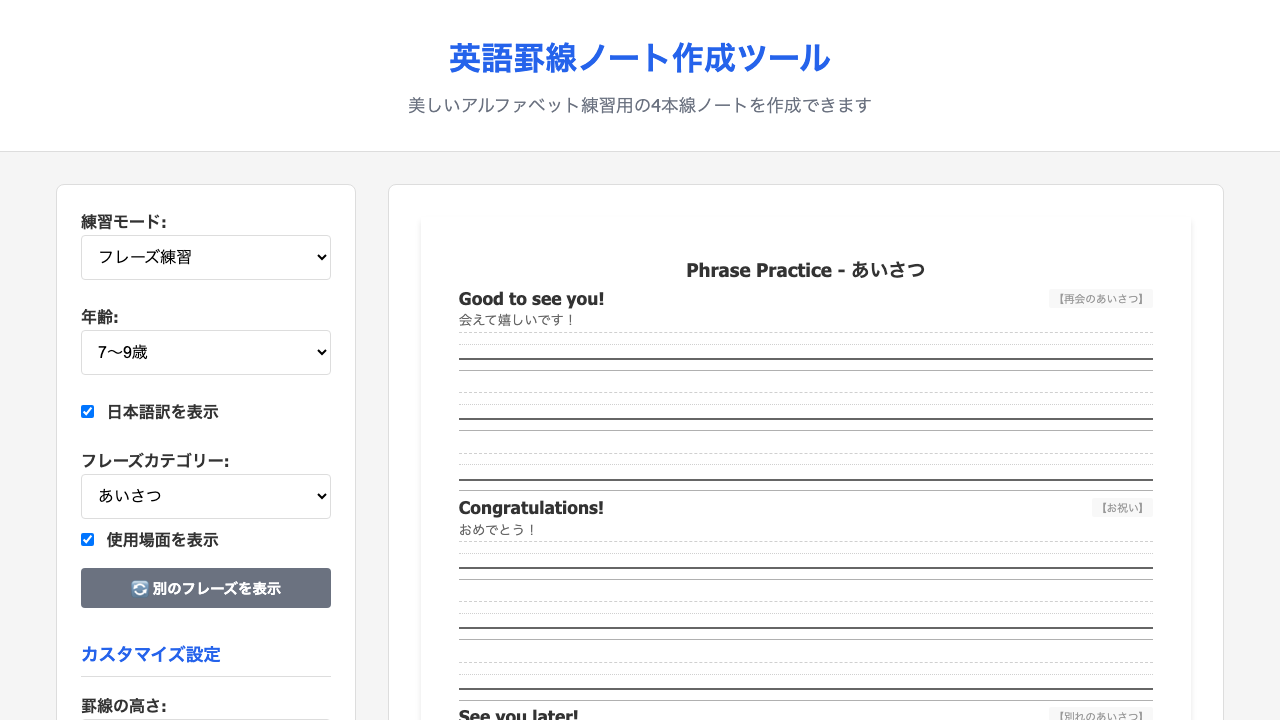 英語罫線ノート作成ツール
美しいアルファベット練習用の4本線ノートを作成できます
練習モード:
フレーズ練習
年齢:
7〜9歳
日本語訳を表示
フレーズカテゴリー:
あいさつ
使用場面を表示
🔄 別のフレーズを表示
カスタマイズ設定
罫線の高さ:
Phrase Practice - あいさつ
Good to see you! 【再会のあいさつ】
会えて嬉しいです！
Congratulations! 【お祝い】
おめでとう！
See you later! 【別れのあいさつ】